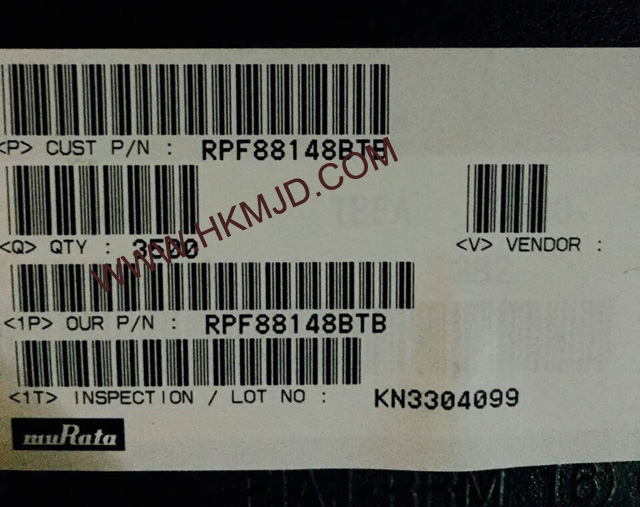 <P> CUST P/N : RPF88148BTB
<Q> QTY : 3500
<V> VENDOR :
WWW.HKMJD.COM
<1P> OUR P/N : RPF88148BTB
<1T> INSPECTION / LOT NO : KN3304099
muRata